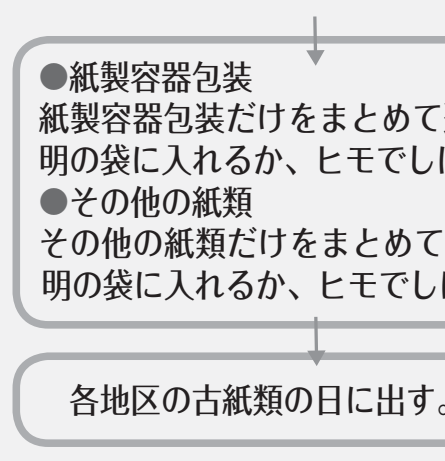 ●紙製容器包装
紙製容器包装だけをまとめて
明の袋に入れるか、ヒモでし
●その他の紙類
その他の紙類だけをまとめて
明の袋に入れるか、ヒモでし
各地区の古紙類の日に出す。